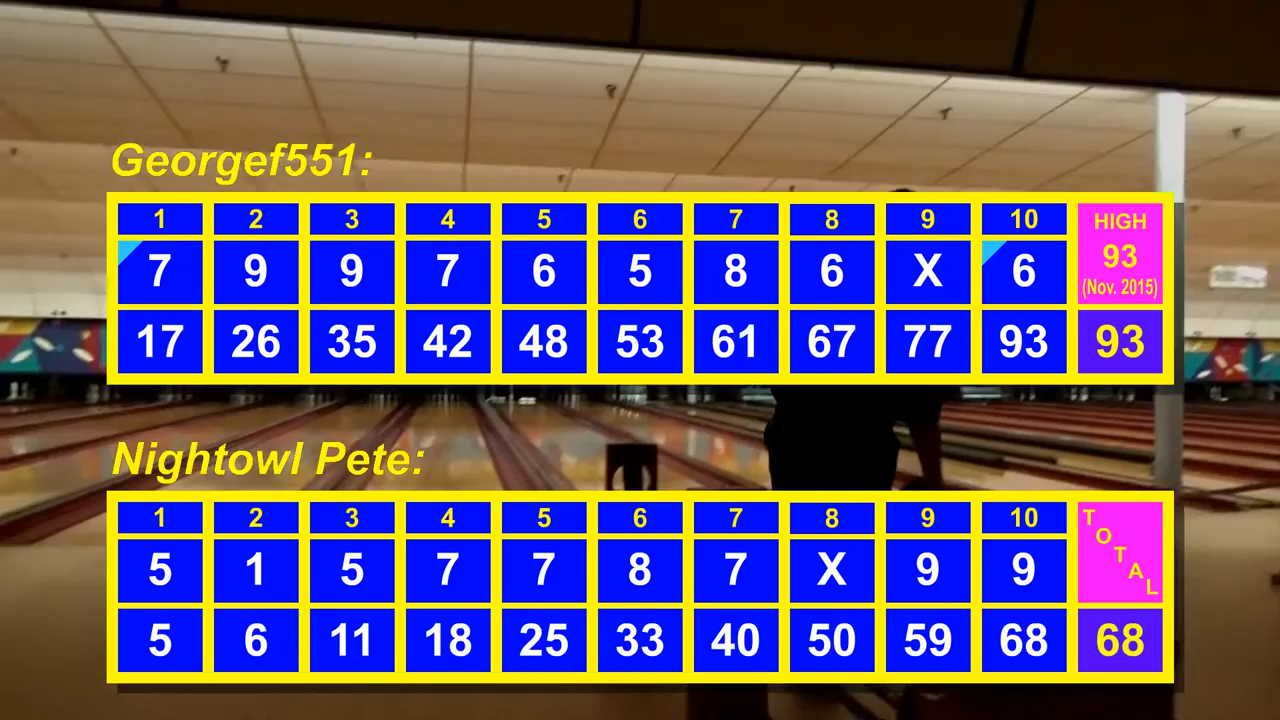 Georgef551:
1 2 3 4 5 6 7 8 9 10 HIGH
7 9 9 7 6 5 8 6 X 6 93
(Nov. 2015)
17 26 35 42 48 53 61 67 77 93 93
Nightowl Pete:
1 2 3 4 5 6 7 8 9 10 TOTAL
5 1 5 7 7 8 7 X 9 9
5 6 11 18 25 33 40 50 59 68 68